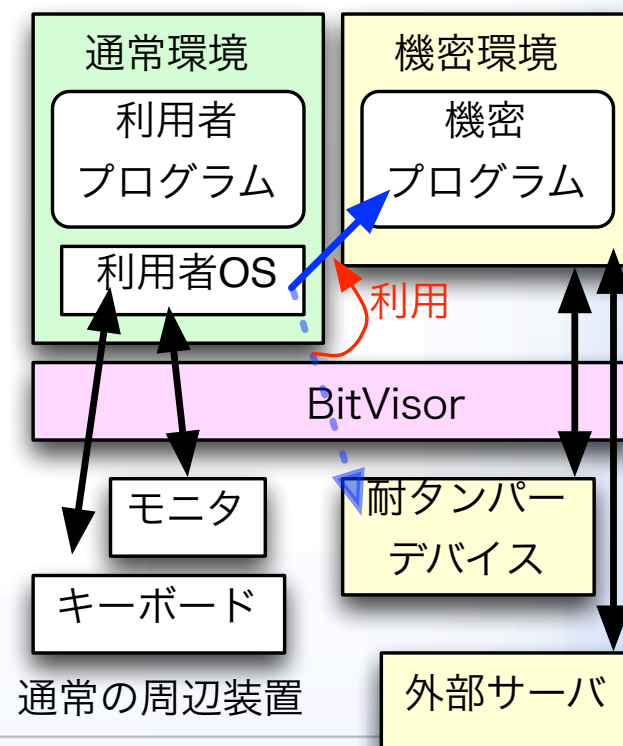 通常環境
利用者
プログラム
利用者OS
機密環境
機密
プログラム
利用
BitVisor
モニタ
キーボード
通常の周辺装置
耐タンパー
デバイス
外部サーバ